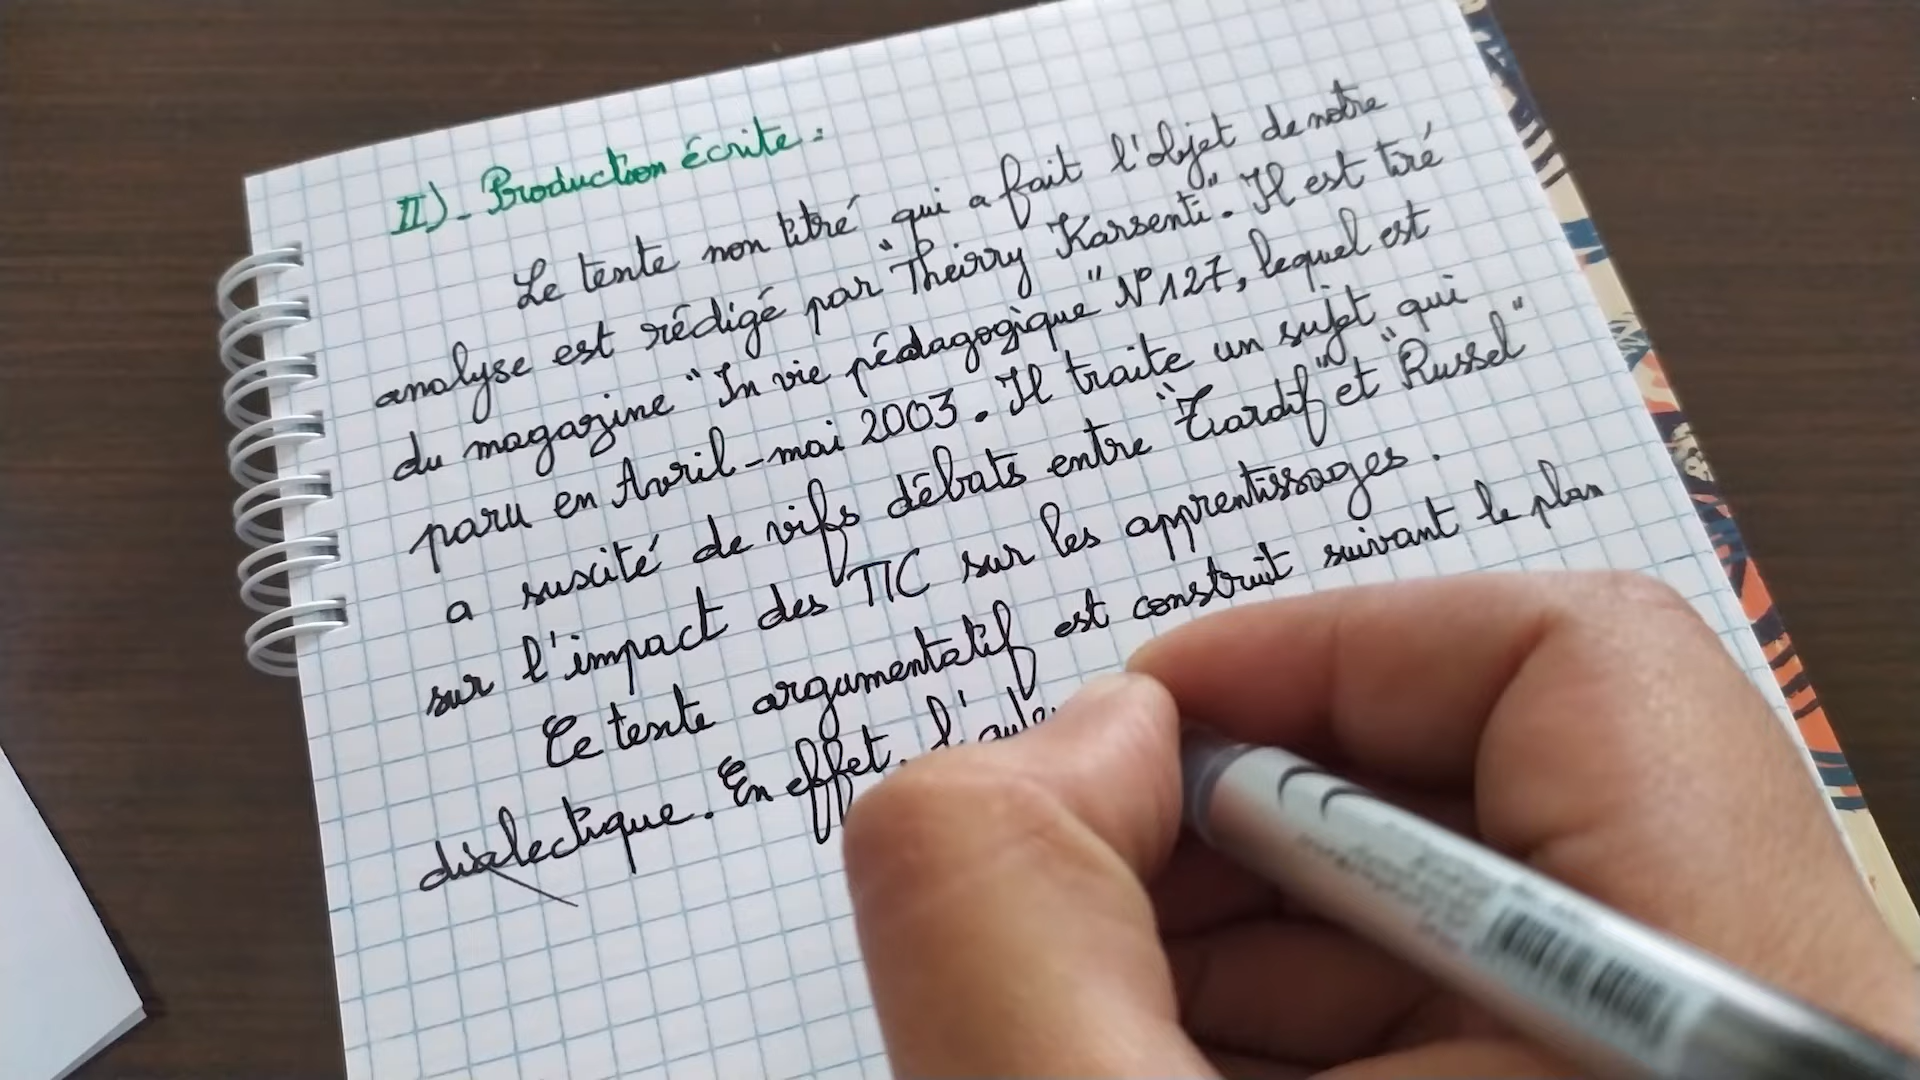 II)- Production écrite :
Le texte non titré qui a fait l'objet de notre
analyse est rédigé par "Theirry Karsenti". Il est tiré
du magazine "In vie pédagogique" N°127, lequel est
paru en Avril-mai 2003. Il traite un sujet qui
a suscité de vifs débats entre "Tardif" et "Russel"
sur l'impact des TIC sur les apprentissages.
Ce texte argumentatif est construit suivant le plan
dialectique. En effet,